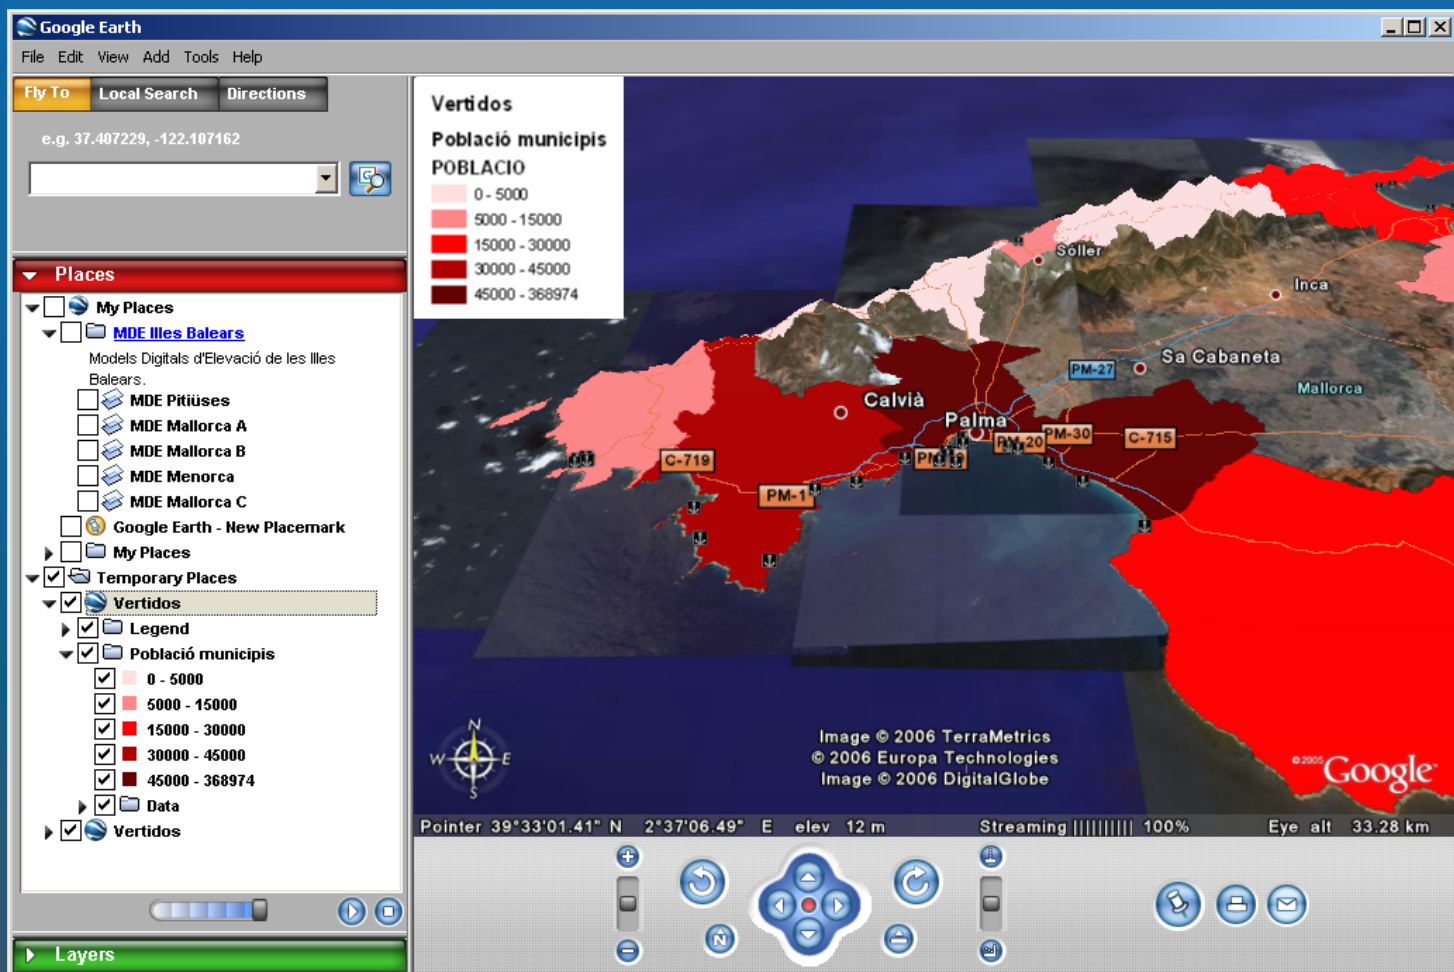 Google Earth
File Edit View Add Tools Help
Fly To Local Search Directions
e.g. 37.407229, -122.107162
Places
My Places
MDE Illes Balears
Models Digitals d'Elevació de les Illes
Balears.
MDE Pitiüses
MDE Mallorca A
MDE Mallorca B
MDE Menorca
MDE Mallorca C
Google Earth - New Placemark
My Places
Temporary Places
Vertidos
Legend
Població municipis
0 - 5000
5000 - 15000
15000 - 30000
30000 - 45000
45000 - 368974
Data
Vertidos
Layers
Vertidos
Població municipis
POBLACIO
0 - 5000
5000 - 15000
15000 - 30000
30000 - 45000
45000 - 368974
Sóller
Inca
Sa Cabaneta
PM-27
Mallorca
Calvià
Palma
PM-20
PM-30
C-715
C-719
PM-1
N
W E
S
Image © 2006 TerraMetrics
© 2006 Europa Technologies
Image © 2006 DigitalGlobe
© 2005 Google
Pointer 39°33'01.41" N 2°37'06.49" E elev 12 m Streaming |||||||||| 100% Eye alt 33.28 km
N